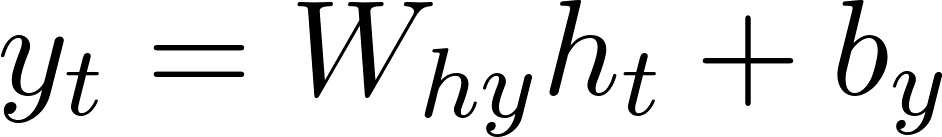 y_t = W_{hy} h_t + b_y